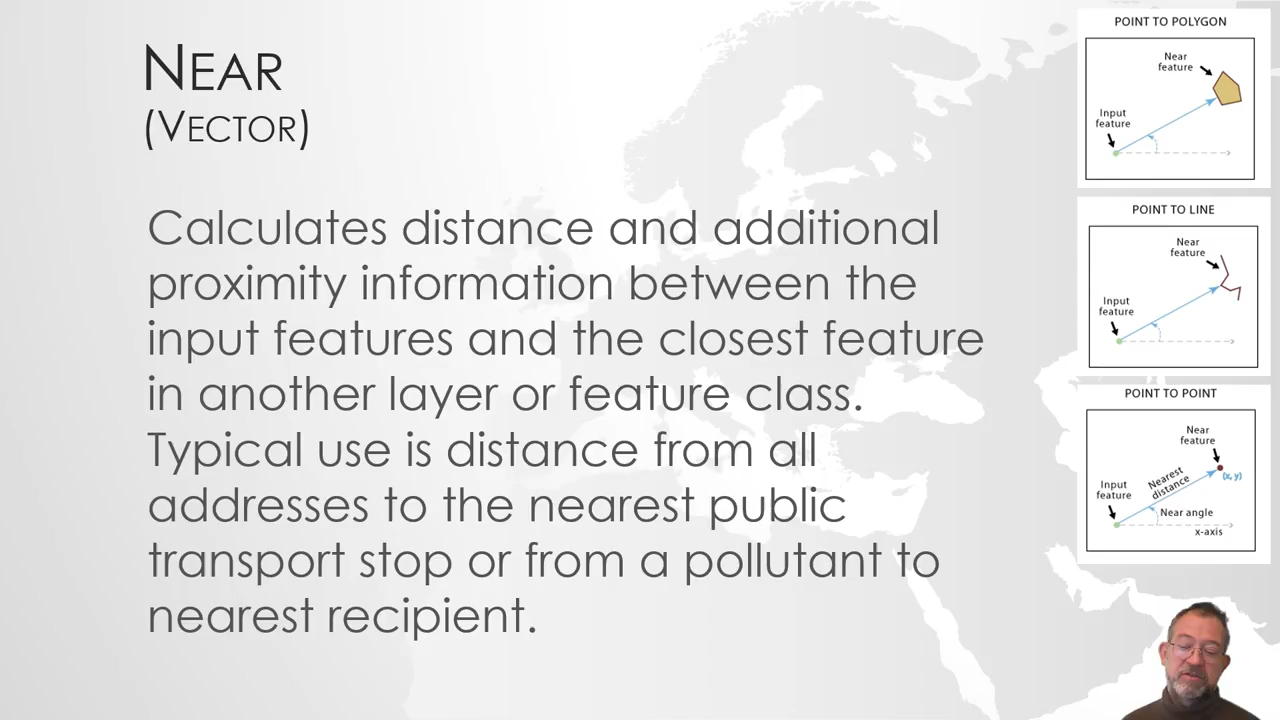 NEAR
(VECTOR)
Calculates distance and additional
proximity information between the
input features and the closest feature
in another layer or feature class.
Typical use is distance from all
addresses to the nearest public
transport stop or from a pollutant to
nearest recipient.
POINT TO POLYGON
Near
feature
Input
feature
POINT TO LINE
Near
feature
Input
feature
POINT TO POINT
Near
feature
Input
feature
Nearest
distance
(x, y)
Near angle
x-axis